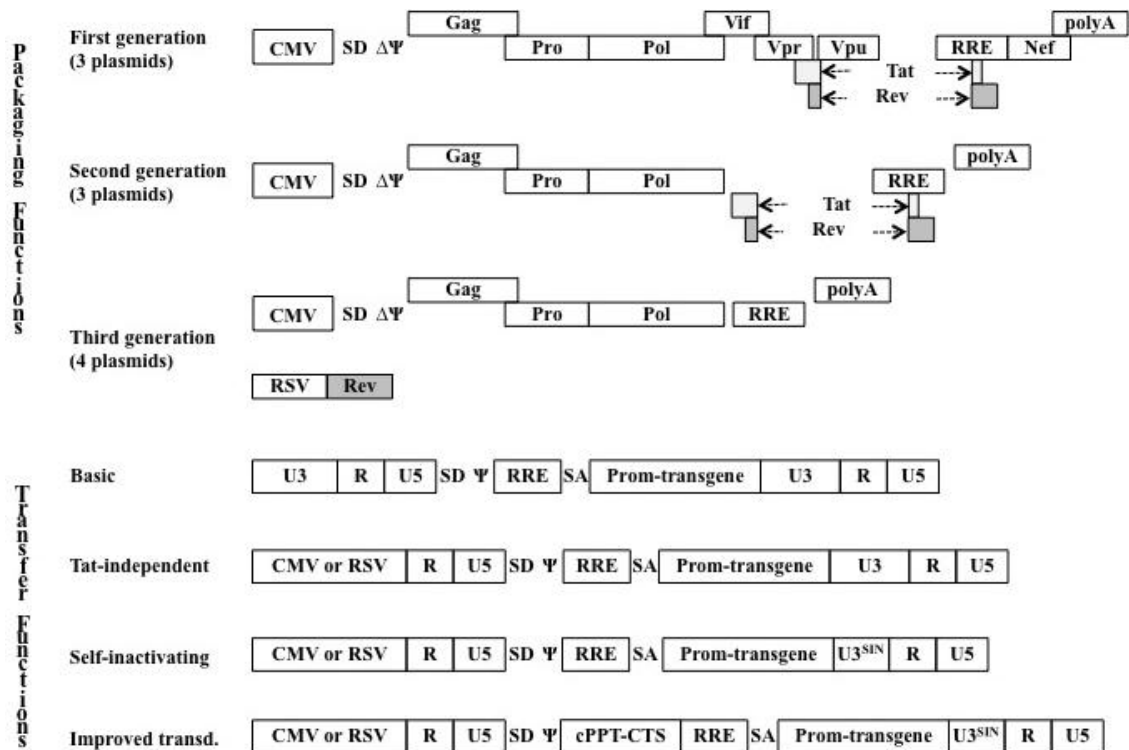 Packaging Functions
First generation
(3 plasmids)
CMV SD ΔΨ Gag Pro Pol Vif Vpr Vpu RRE Nef polyA
Tat
Rev
Second generation
(3 plasmids)
CMV SD ΔΨ Gag Pro Pol RRE polyA
Tat
Rev
Third generation
(4 plasmids)
CMV SD ΔΨ Gag Pro Pol RRE polyA
RSV Rev
Transfer Functions
Basic
U3 R U5 SD Ψ RRE SA Prom-transgene U3 R U5
Tat-independent
CMV or RSV R U5 SD Ψ RRE SA Prom-transgene U3 R U5
Self-inactivating
CMV or RSV R U5 SD Ψ RRE SA Prom-transgene U3SIN R U5
Improved transd.
CMV or RSV R U5 SD Ψ cPPT-CTS RRE SA Prom-transgene U3SIN R U5